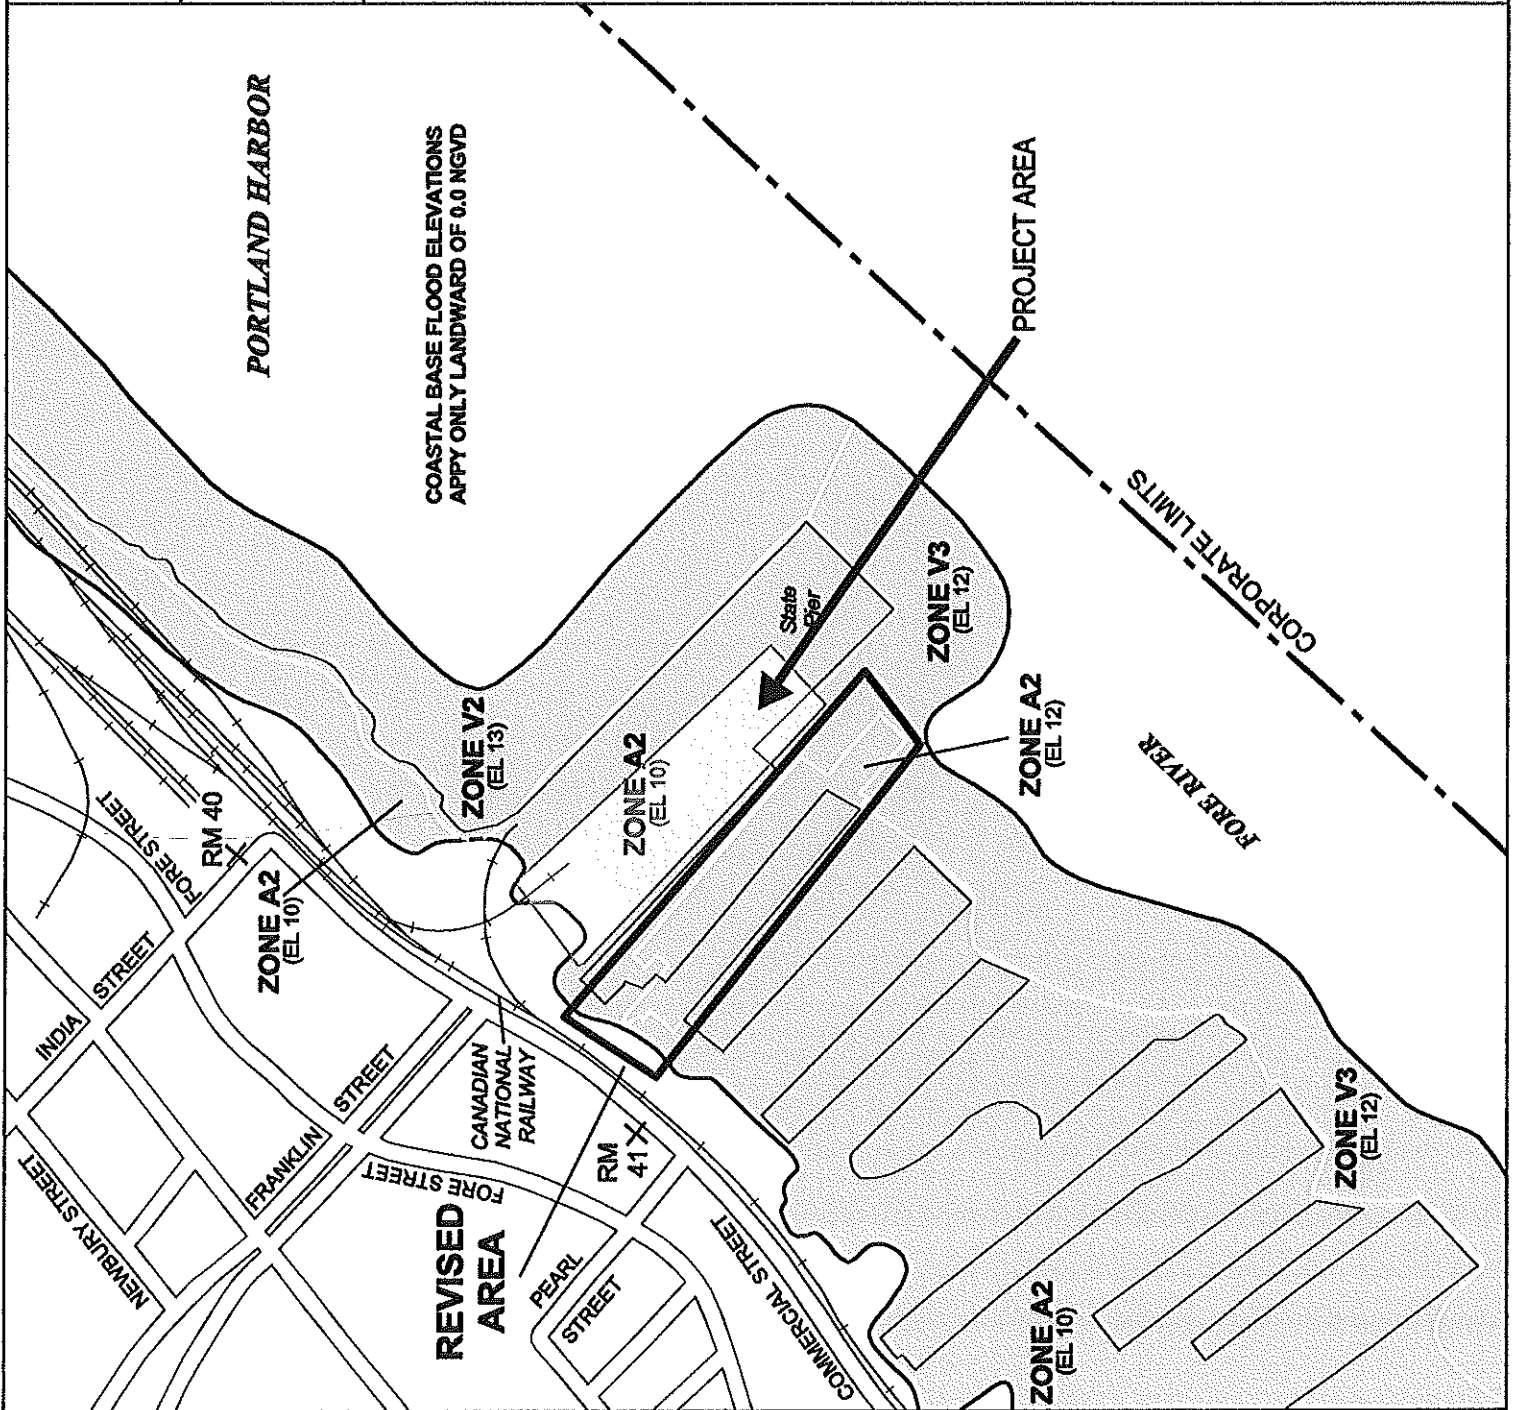 PORTLAND HARBOR
COASTAL BASE FLOOD ELEVATIONS
APPY ONLY LANDWARD OF 0.0 NGVD
PROJECT AREA
CORPORATE LIMITS
State
Pier
ZONE V3
(EL 12)
ZONE A2
(EL 12)
FORE RIVER
ZONE V2
(EL 13)
ZONE A2
(EL 10)
FORE STREET
RM 40
ZONE A2
(EL 10)
INDIA
STREET
FRANKLIN
STREET
CANADIAN
NATIONAL
RAILWAY
NEWBURY STREET
FORE STREET
RM
41
REVISED
AREA
PEARL
STREET
COMMERCIAL STREET
ZONE V3
(EL 12)
ZONE A2
(EL 10)